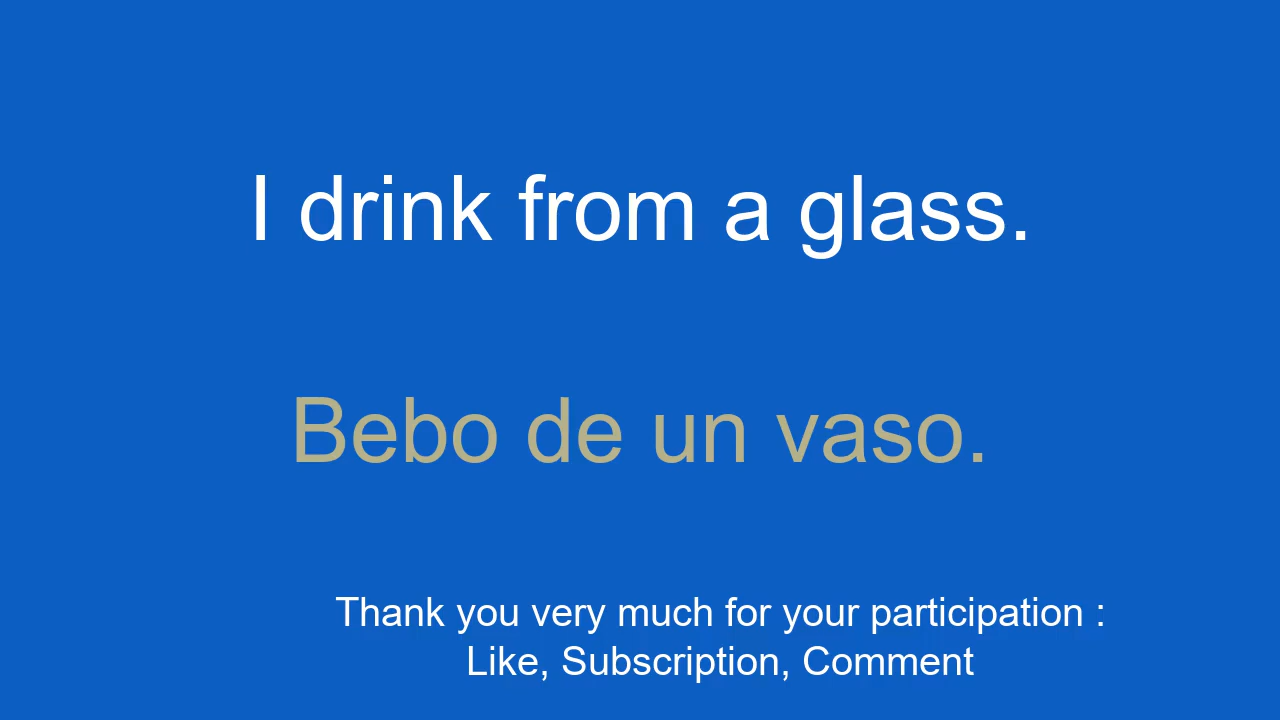 I drink from a glass.
Bebo de un vaso.
Thank you very much for your participation :
Like, Subscription, Comment